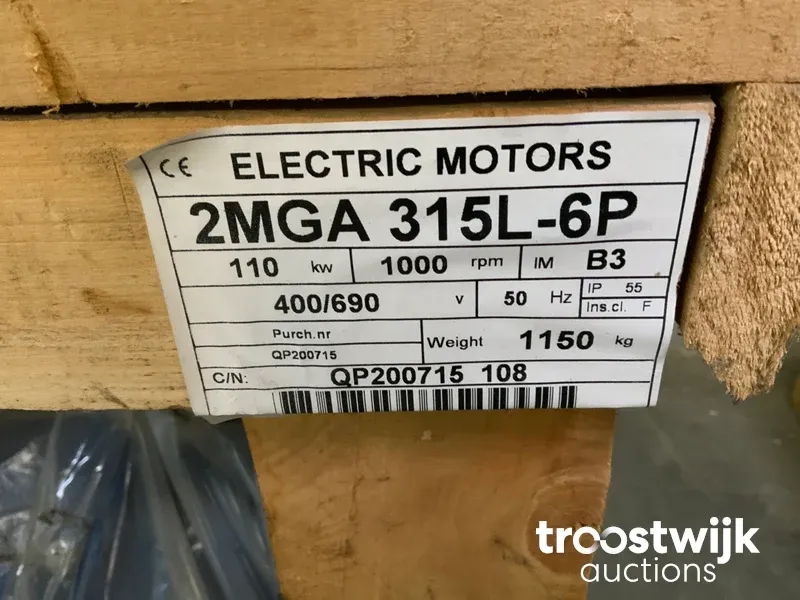 CE ELECTRIC MOTORS
2MGA 315L-6P
110 kw 1000 rpm IM B3
400/690 v 50 Hz IP 55
Ins.cl. F
Purch.nr
QP200715
Weight 1150 kg
C/N: QP200715 108
troostwijk
auctions